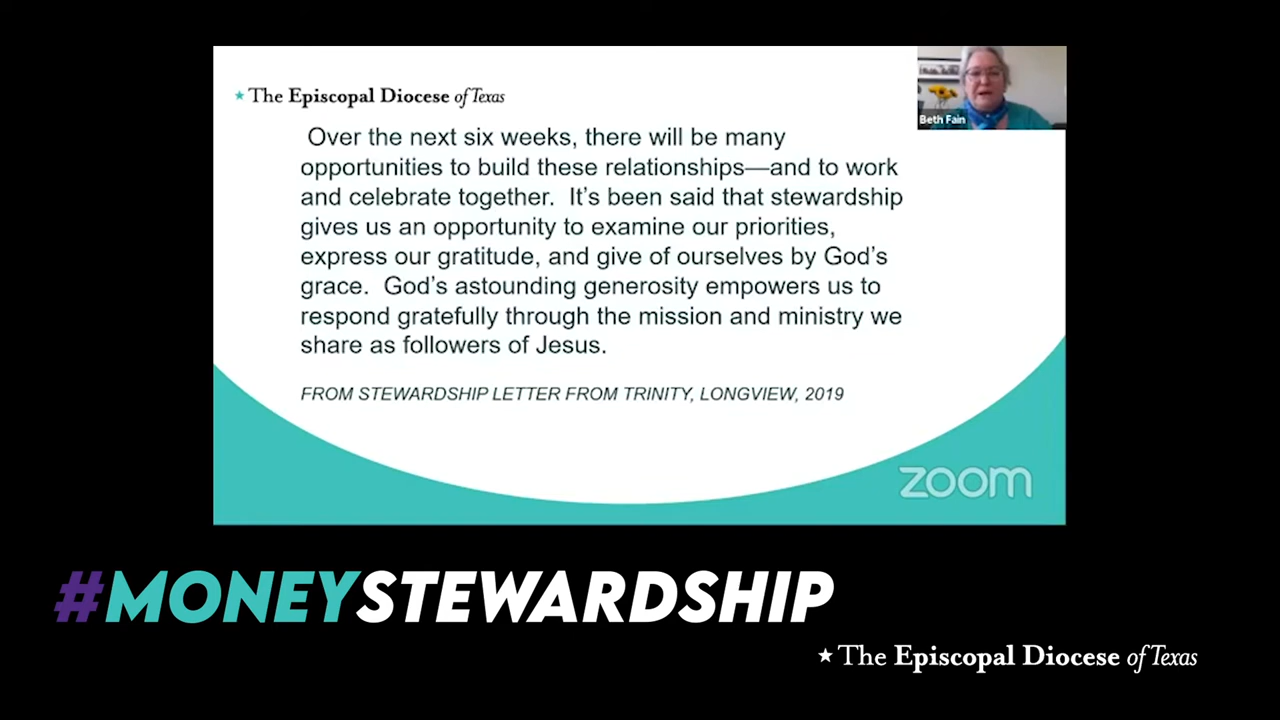 ★The Episcopal Diocese of Texas
Beth Fain
Over the next six weeks, there will be many
opportunities to build these relationships—and to work
and celebrate together.  It's been said that stewardship
gives us an opportunity to examine our priorities,
express our gratitude, and give of ourselves by God's
grace.  God's astounding generosity empowers us to
respond gratefully through the mission and ministry we
share as followers of Jesus.
FROM STEWARDSHIP LETTER FROM TRINITY, LONGVIEW, 2019
zoom
#MONEYSTEWARDSHIP
★The Episcopal Diocese of Texas